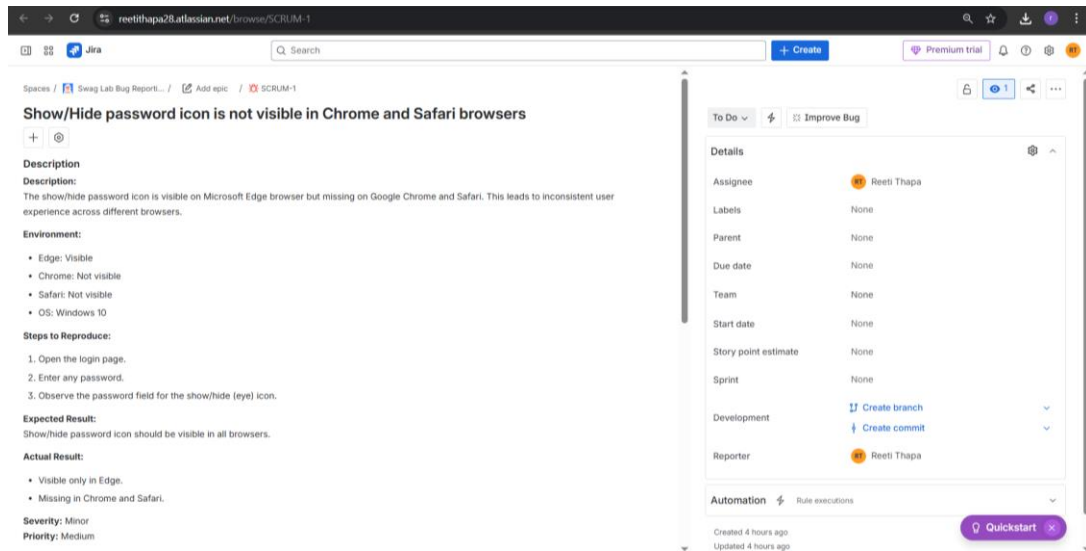 reetithapa28.atlassian.net/browse/SCRUM-1
Jira
Search
+ Create
Premium trial
RT
Spaces / Swag Lab Bug Reporti... / Add epic / SCRUM-1
1
Show/Hide password icon is not visible in Chrome and Safari browsers
Description
Description:
The show/hide password icon is visible on Microsoft Edge browser but missing on Google Chrome and Safari. This leads to inconsistent user
experience across different browsers.
Environment:
• Edge: Visible
• Chrome: Not visible
• Safari: Not visible
• OS: Windows 10
Steps to Reproduce:
1. Open the login page.
2. Enter any password.
3. Observe the password field for the show/hide (eye) icon.
Expected Result:
Show/hide password icon should be visible in all browsers.
Actual Result:
• Visible only in Edge.
• Missing in Chrome and Safari.
Severity: Minor
Priority: Medium
To Do
Improve Bug
Details
Assignee RT Reeti Thapa
Labels None
Parent None
Due date None
Team None
Start date None
Story point estimate None
Sprint None
Development Create branch
Create commit
Reporter RT Reeti Thapa
Automation Rule executions
Created 4 hours ago
Updated 4 hours ago
Quickstart